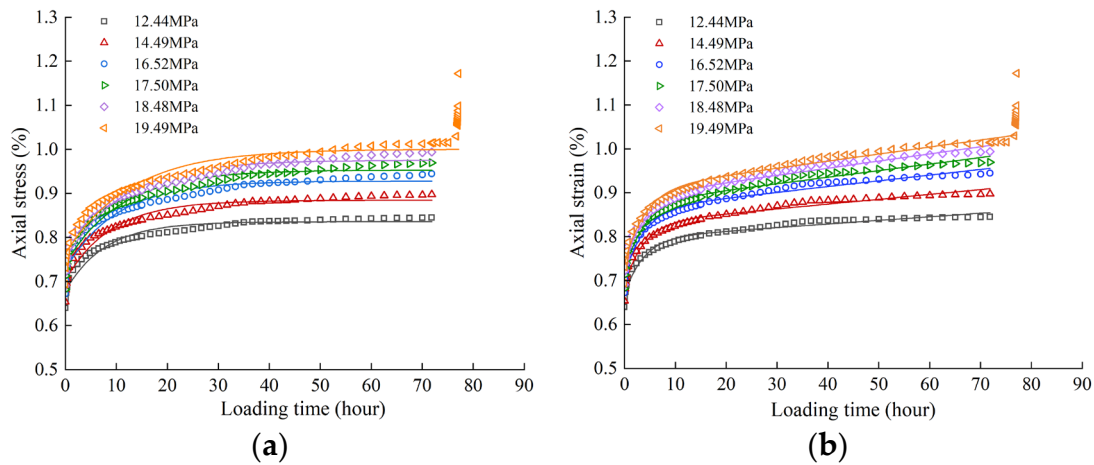 1.3
1.2
1.1
1.0
0.9
0.8
0.7
0.6
0.5
Axial stress (%)
12.44MPa
14.49MPa
16.52MPa
17.50MPa
18.48MPa
19.49MPa
0 10 20 30 40 50 60 70 80 90
Loading time (hour)
(a)
1.3
1.2
1.1
1.0
0.9
0.8
0.7
0.6
0.5
Axial strain (%)
12.44MPa
14.49MPa
16.52MPa
17.50MPa
18.48MPa
19.49MPa
0 10 20 30 40 50 60 70 80 90
Loading time (hour)
(b)